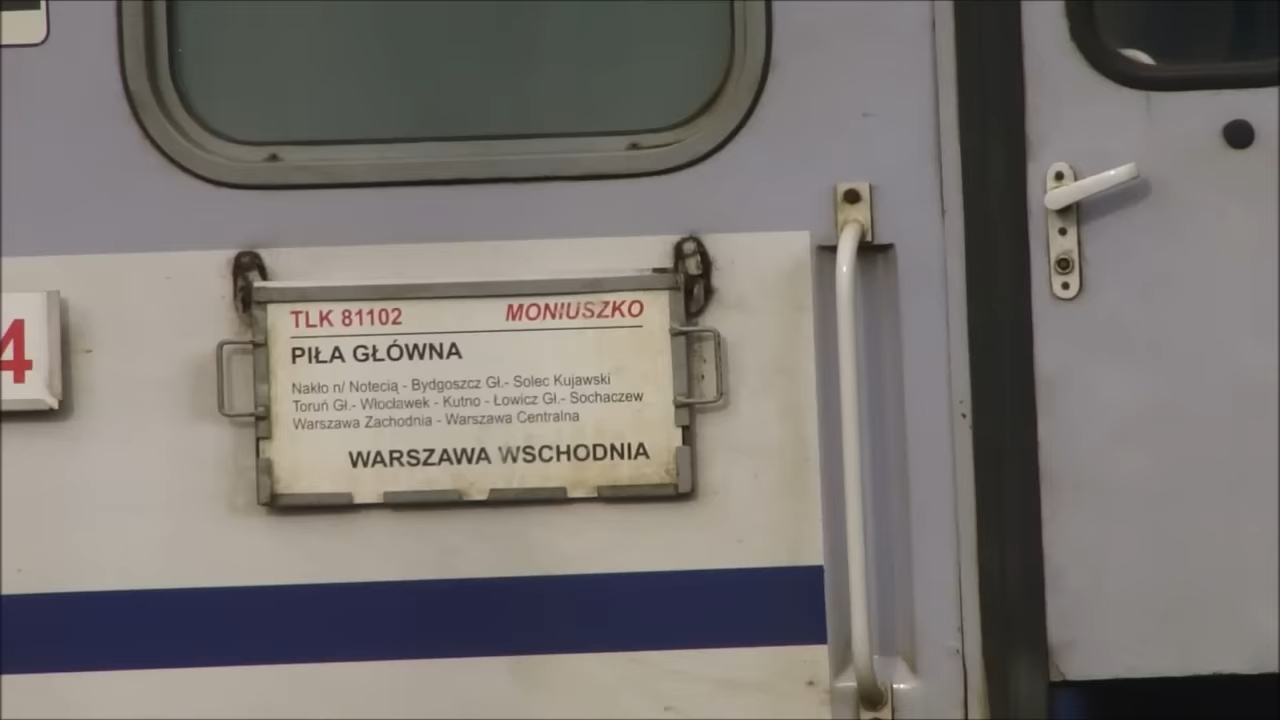 4
TLK 81102 MONIUSZKO
PIŁA GŁÓWNA
Nakło n/ Notecią - Bydgoszcz Gł.- Solec Kujawski
Toruń Gł.- Włocławek - Kutno - Łowicz Gł.- Sochaczew
Warszawa Zachodnia - Warszawa Centralna
WARSZAWA WSCHODNIA